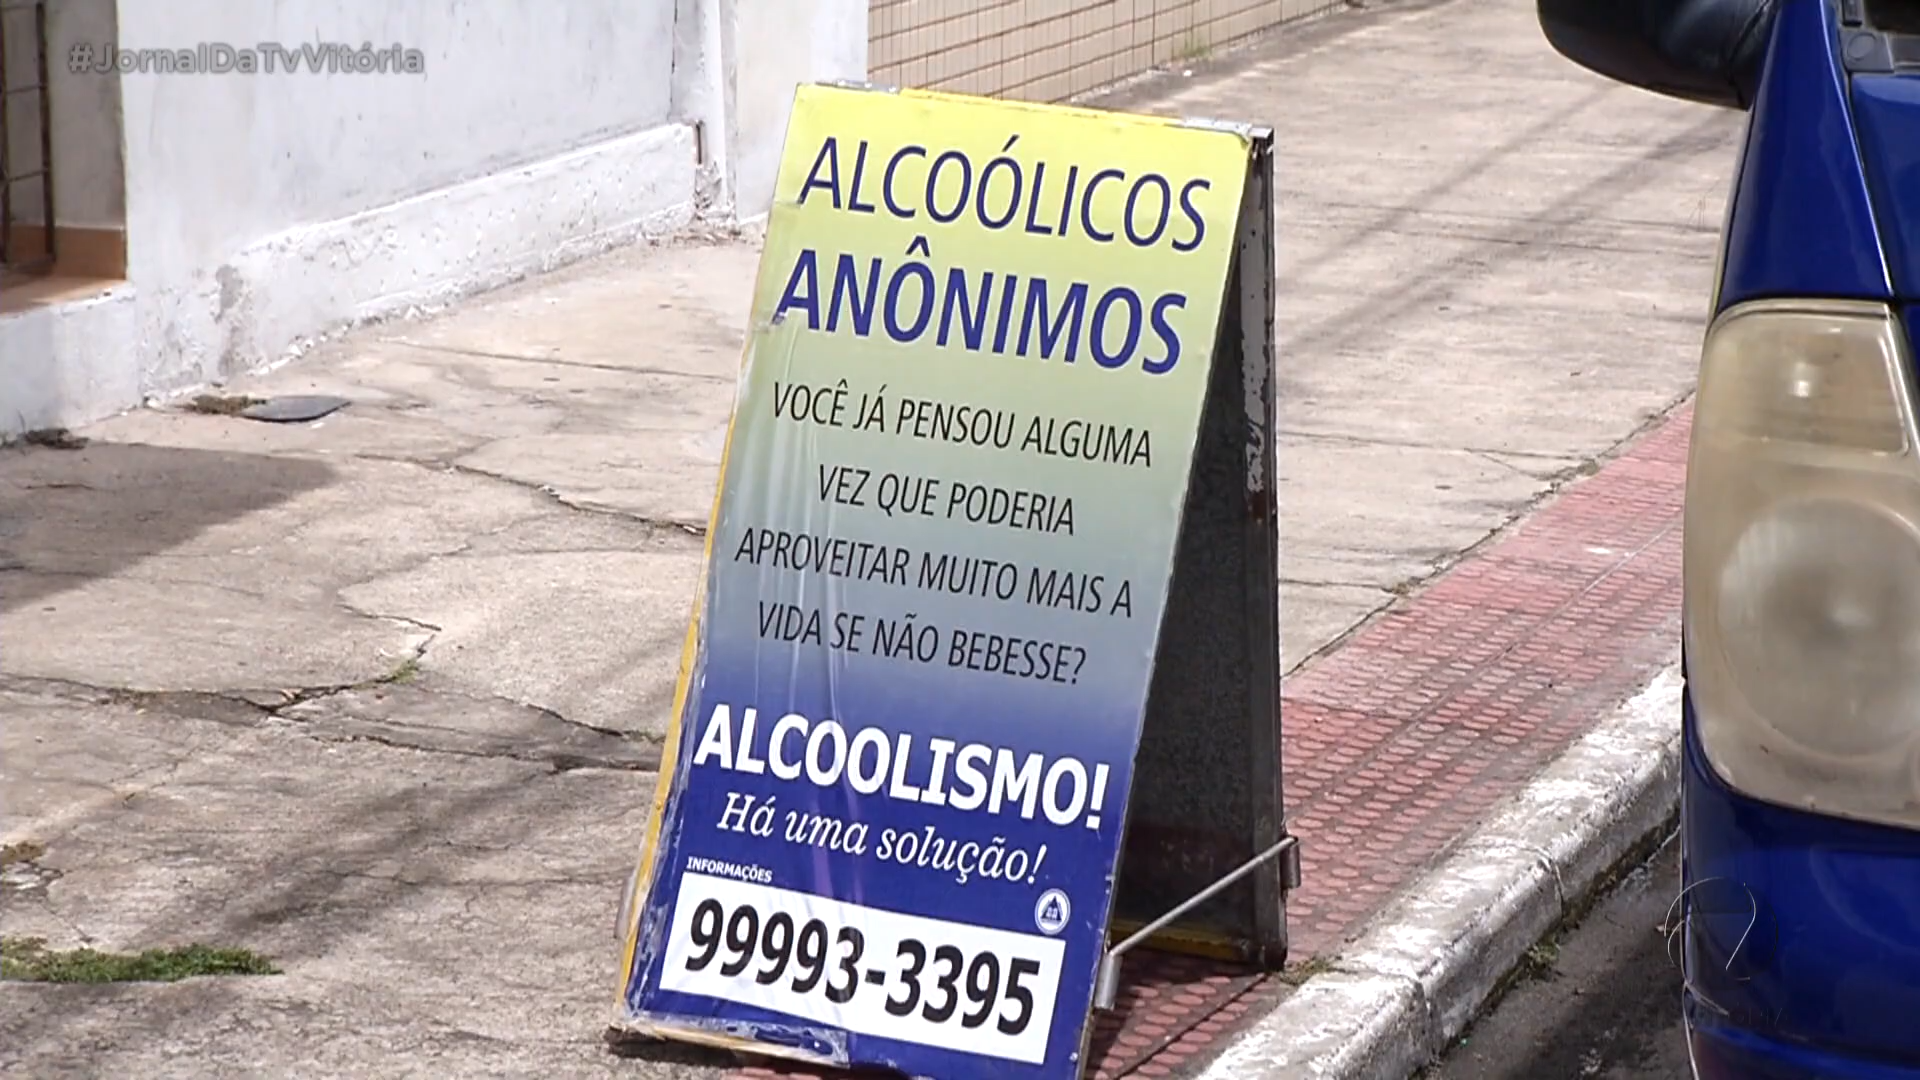 #JornalDaTvVitória
ALCOÓLICOS
ANÔNIMOS
VOCÊ JÁ PENSOU ALGUMA
VEZ QUE PODERIA
APROVEITAR MUITO MAIS A
VIDA SE NÃO BEBESSE?
ALCOOLISMO!
Há uma solução!
INFORMAÇÕES
99993-3395